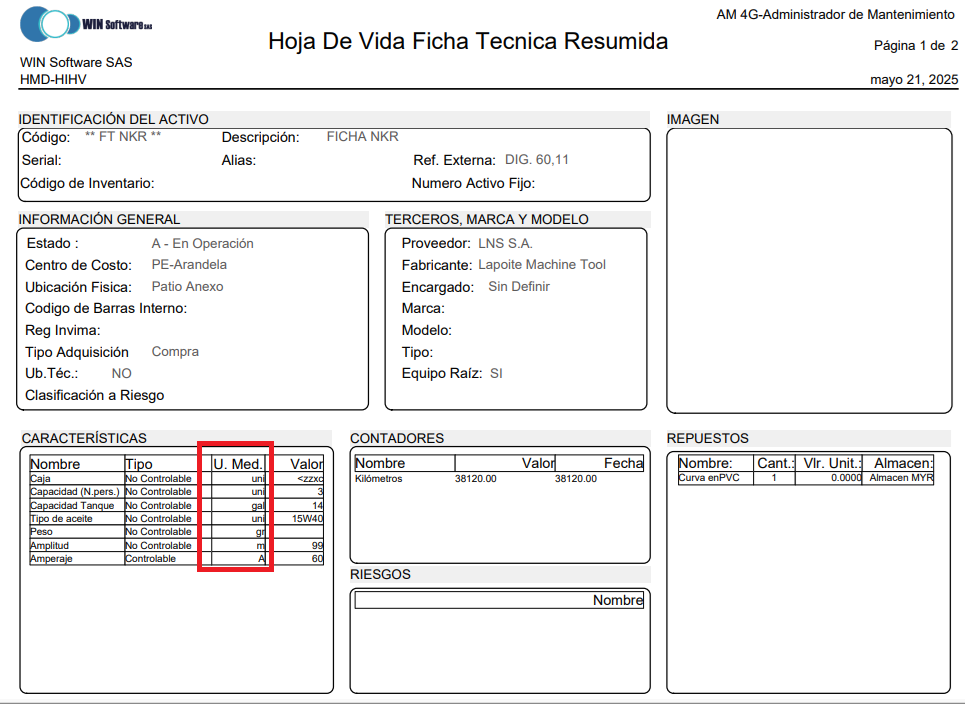 WIN Software SAS
AM 4G-Administrador de Mantenimiento
Hoja De Vida Ficha Tecnica Resumida
Página 1 de 2
WIN Software SAS
HMD-HIHV
mayo 21, 2025
IDENTIFICACIÓN DEL ACTIVO
Código: ** FT NKR ** Descripción: FICHA NKR
Serial: Alias: Ref. Externa: DIG. 60,11
Código de Inventario: Numero Activo Fijo:
IMAGEN
INFORMACIÓN GENERAL
Estado : A - En Operación
Centro de Costo: PE-Arandela
Ubicación Fisica: Patio Anexo
Codigo de Barras Interno:
Reg Invima:
Tipo Adquisición Compra
Ub.Téc.: NO
Clasificación a Riesgo
TERCEROS, MARCA Y MODELO
Proveedor: LNS S.A.
Fabricante: Lapoite Machine Tool
Encargado: Sin Definir
Marca:
Modelo:
Tipo:
Equipo Raíz: SI
CARACTERÍSTICAS
Nombre Tipo U. Med. Valor
Caja No Controlable uni <zzxc
Capacidad (N.pers.) No Controlable uni 3
Capacidad Tanque No Controlable gal 14
Tipo de aceite No Controlable uni 15W40
Peso No Controlable gr
Amplitud No Controlable m 99
Amperaje Controlable A 60
CONTADORES
Nombre Valor Fecha
Kilómetros 38120.00 38120.00
RIESGOS
Nombre
REPUESTOS
Nombre: Cant.: Vlr. Unit.: Almacen:
Curva enPVC 1 0.0000 Almacen MYR